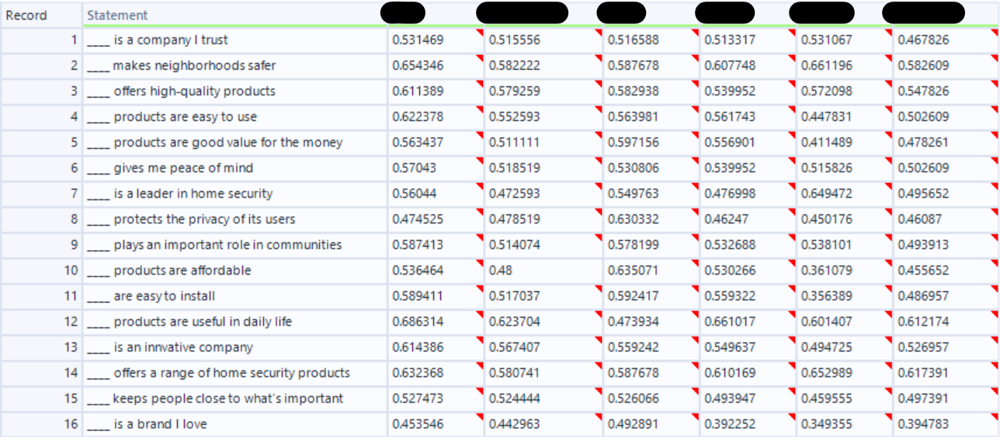 Record Statement
1 ____ is a company I trust 0.531469 0.515556 0.516588 0.513317 0.531067 0.467826
2 ____ makes neighborhoods safer 0.654346 0.582222 0.587678 0.607748 0.661196 0.582609
3 ____ offers high-quality products 0.611389 0.579259 0.582938 0.539952 0.572098 0.547826
4 ____ products are easy to use 0.622378 0.552593 0.563981 0.561743 0.447831 0.502609
5 ____ products are good value for the money 0.563437 0.511111 0.597156 0.556901 0.411489 0.478261
6 ____ gives me peace of mind 0.57043 0.518519 0.530806 0.539952 0.515826 0.502609
7 ____ is a leader in home security 0.56044 0.472593 0.549763 0.476998 0.649472 0.495652
8 ____ protects the privacy of its users 0.474525 0.478519 0.630332 0.46247 0.450176 0.46087
9 ____ plays an important role in communities 0.587413 0.514074 0.578199 0.532688 0.538101 0.493913
10 ____ products are affordable 0.536464 0.48 0.635071 0.530266 0.361079 0.455652
11 ____ are easy to install 0.589411 0.517037 0.592417 0.559322 0.356389 0.486957
12 ____ products are useful in daily life 0.686314 0.623704 0.473934 0.661017 0.601407 0.612174
13 ____ is an innvative company 0.614386 0.567407 0.559242 0.549637 0.494725 0.526957
14 ____ offers a range of home security products 0.632368 0.580741 0.587678 0.610169 0.652989 0.617391
15 ____ keeps people close to what's important 0.527473 0.524444 0.526066 0.493947 0.459555 0.497391
16 ____ is a brand I love 0.453546 0.442963 0.492891 0.392252 0.349355 0.394783